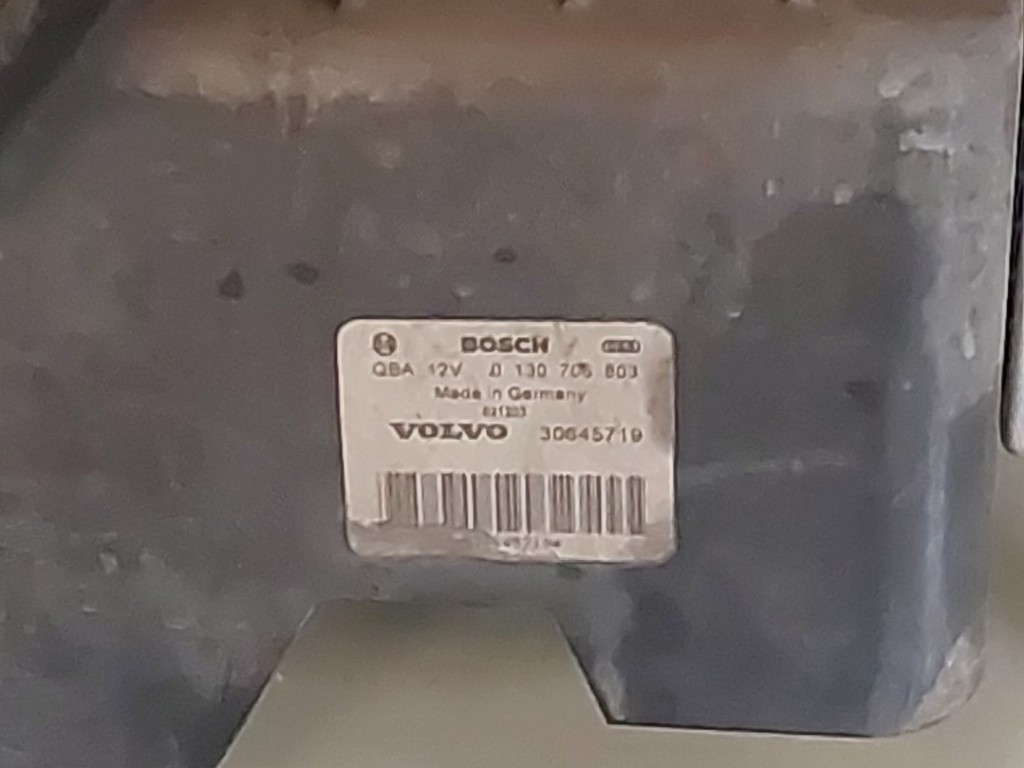 BOSCH
QBA 12V 0 130 706 803
Made in Germany
VOLVO 30645719